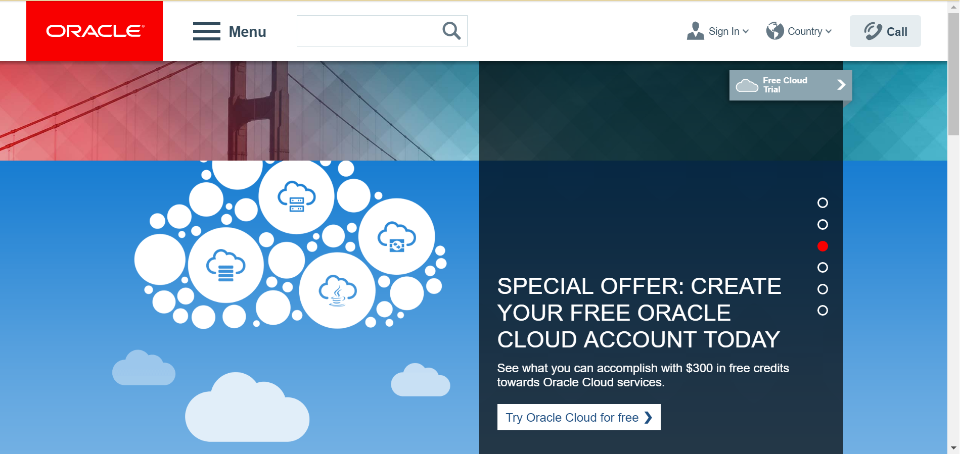 ORACLE®
Menu
Sign In
Country
Call
Free Cloud
Trial
SPECIAL OFFER: CREATE
YOUR FREE ORACLE
CLOUD ACCOUNT TODAY
See what you can accomplish with $300 in free credits
towards Oracle Cloud services.
Try Oracle Cloud for free